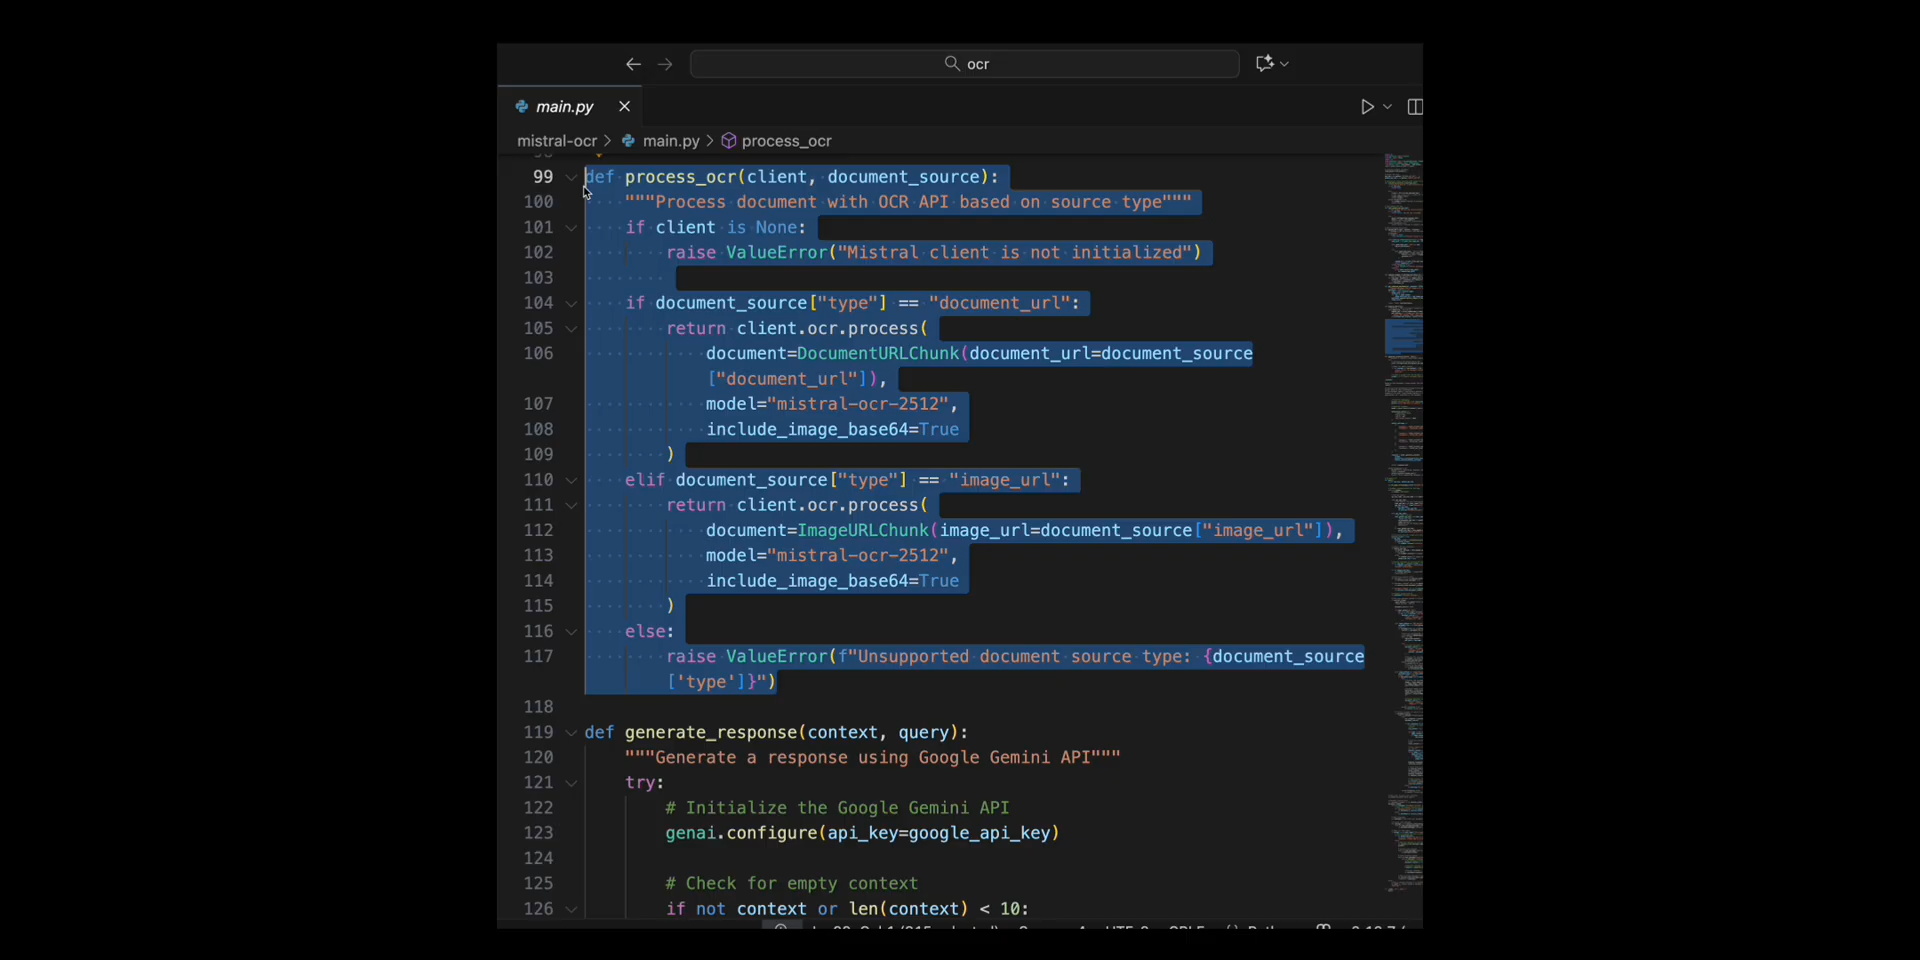 ocr
main.py
mistral-ocr > main.py > process_ocr
99 def process_ocr(client, document_source):
100 """Process document with OCR API based on source type"""
101 if client is None:
102 raise ValueError("Mistral client is not initialized")
103
104 if document_source["type"] == "document_url":
105 return client.ocr.process(
106 document=DocumentURLChunk(document_url=document_source
["document_url"]),
107 model="mistral-ocr-2512",
108 include_image_base64=True
109 )
110 elif document_source["type"] == "image_url":
111 return client.ocr.process(
112 document=ImageURLChunk(image_url=document_source["image_url"]),
113 model="mistral-ocr-2512",
114 include_image_base64=True
115 )
116 else:
117 raise ValueError(f"Unsupported document source type: {document_source
['type']}")
118
119 def generate_response(context, query):
120 """Generate a response using Google Gemini API"""
121 try:
122 # Initialize the Google Gemini API
123 genai.configure(api_key=google_api_key)
124
125 # Check for empty context
126 if not context or len(context) < 10: